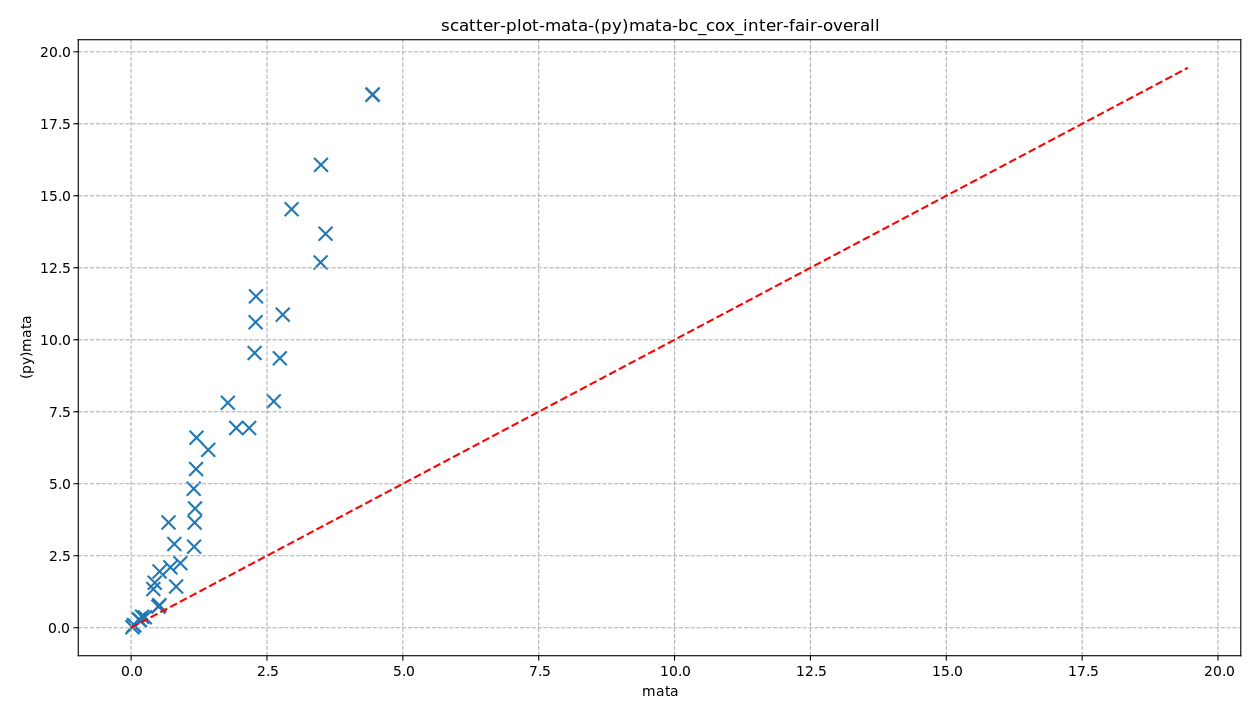 scatter-plot-mata-(py)mata-bc_cox_inter-fair-overall
20.0
17.5
15.0
12.5
10.0
7.5
5.0
2.5
0.0
(py)mata
0.0 2.5 5.0 7.5 10.0 12.5 15.0 17.5 20.0
mata